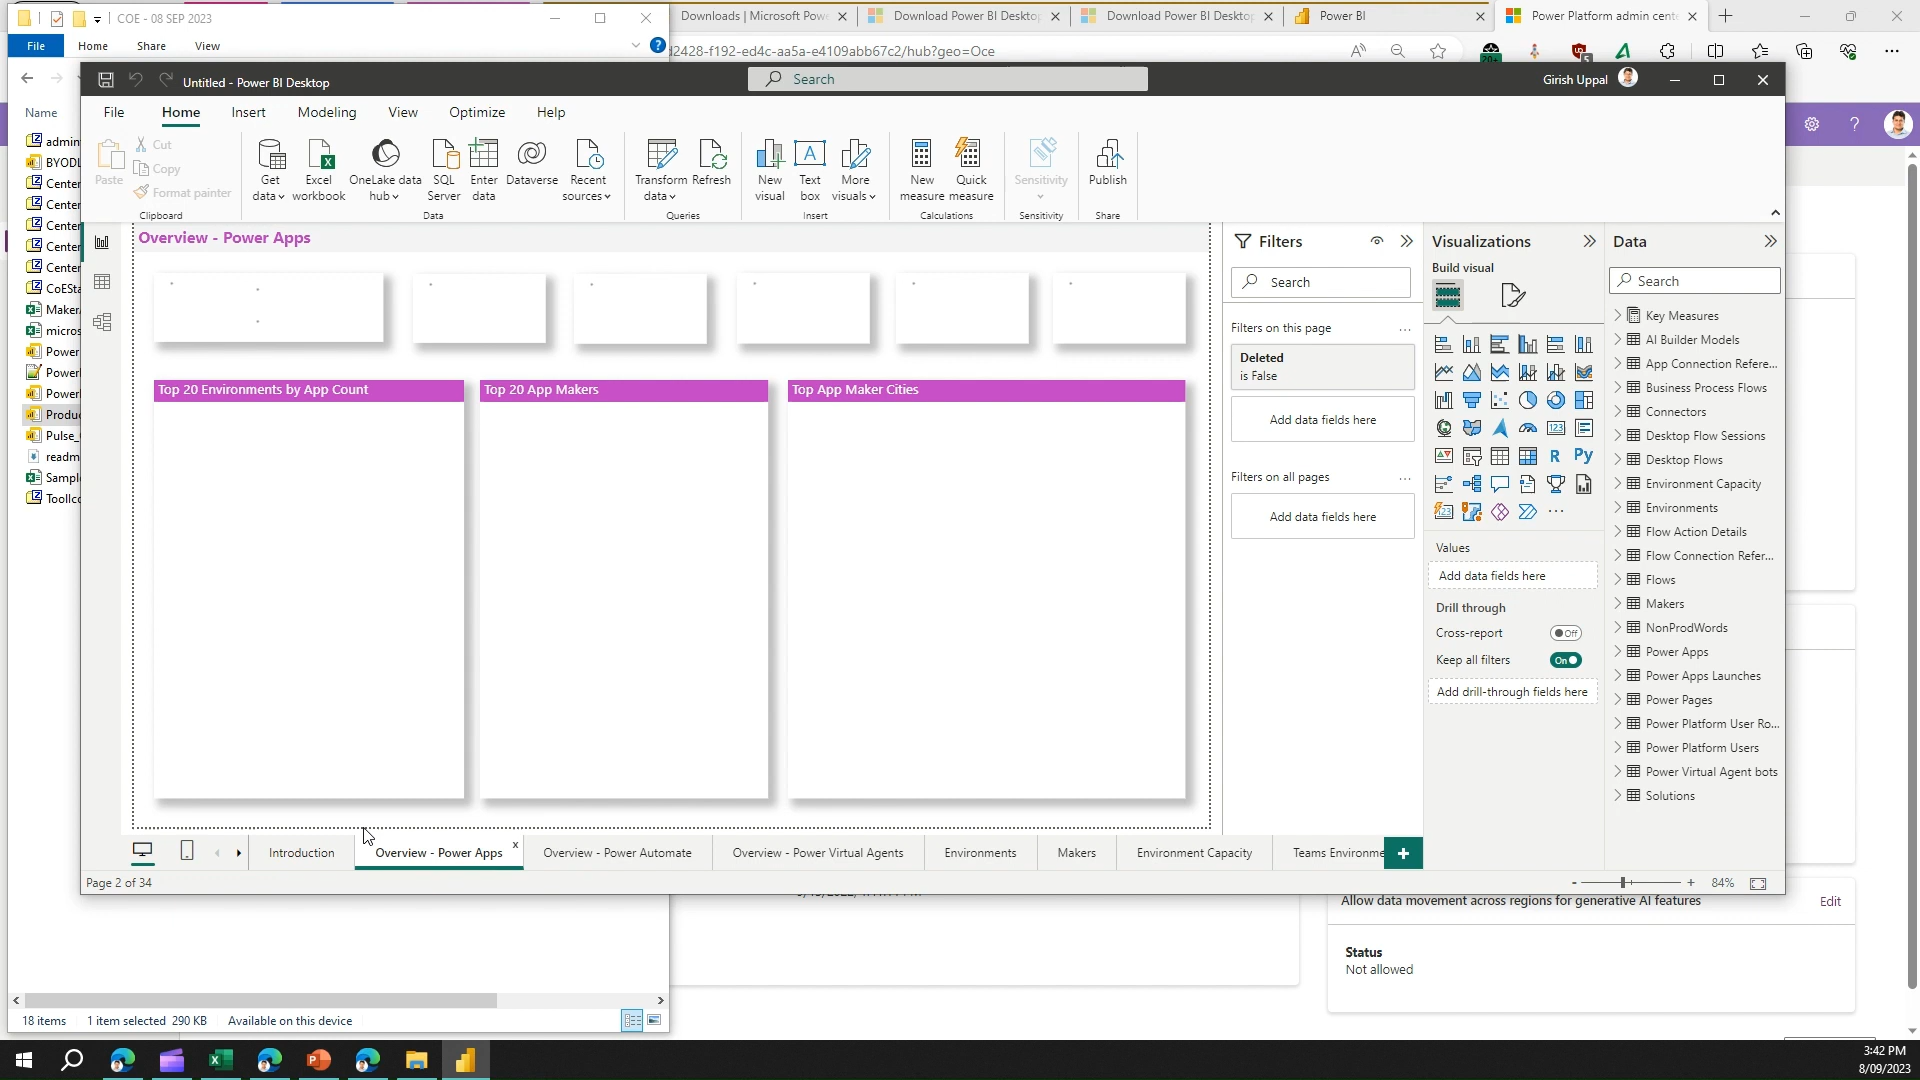 COE - 08 SEP 2023
Downloads | Microsoft Powe
Download Power BI Desktop
Download Power BI Desktop
Power BI
Power Platform admin cente
File
Home
Share
View
d2428-f192-ed4c-aa5a-e4109abb67c2/hub?geo=Oce
Untitled - Power BI Desktop
Search
Girish Uppal
File
Home
Insert
Modeling
View
Optimize
Help
Name
admin
BYODL
Center
Center
Center
Center
Center
CoESta
Maker
micros
Power
Power
Power
Produ
Pulse_
readm
Sampl
Toollc
Paste
Cut
Copy
Format painter
Clipboard
Get data
Excel workbook
OneLake data hub
SQL Server
Enter data
Dataverse
Recent sources
Data
Transform data
Refresh
Queries
New visual
Text box
More visuals
Insert
New measure
Quick measure
Calculations
Sensitivity
Sensitivity
Publish
Share
Overview - Power Apps
Top 20 Environments by App Count
Top 20 App Makers
Top App Maker Cities
Filters
Search
Filters on this page
Deleted
is False
Add data fields here
Filters on all pages
Add data fields here
Visualizations
Build visual
Values
Add data fields here
Drill through
Cross-report
Off
Keep all filters
On
Add drill-through fields here
Data
Search
Key Measures
AI Builder Models
App Connection Refere...
Business Process Flows
Connectors
Desktop Flow Sessions
Desktop Flows
Environment Capacity
Environments
Flow Action Details
Flow Connection Refer...
Flows
Makers
NonProdWords
Power Apps
Power Apps Launches
Power Pages
Power Platform User Ro...
Power Platform Users
Power Virtual Agent bots
Solutions
Introduction
Overview - Power Apps
Overview - Power Automate
Overview - Power Virtual Agents
Environments
Makers
Environment Capacity
Teams Environme
Page 2 of 34
84%
Allow data movement across regions for generative AI features
Edit
Status
Not allowed
18 items
1 item selected 290 KB
Available on this device
3:42 PM
8/09/2023